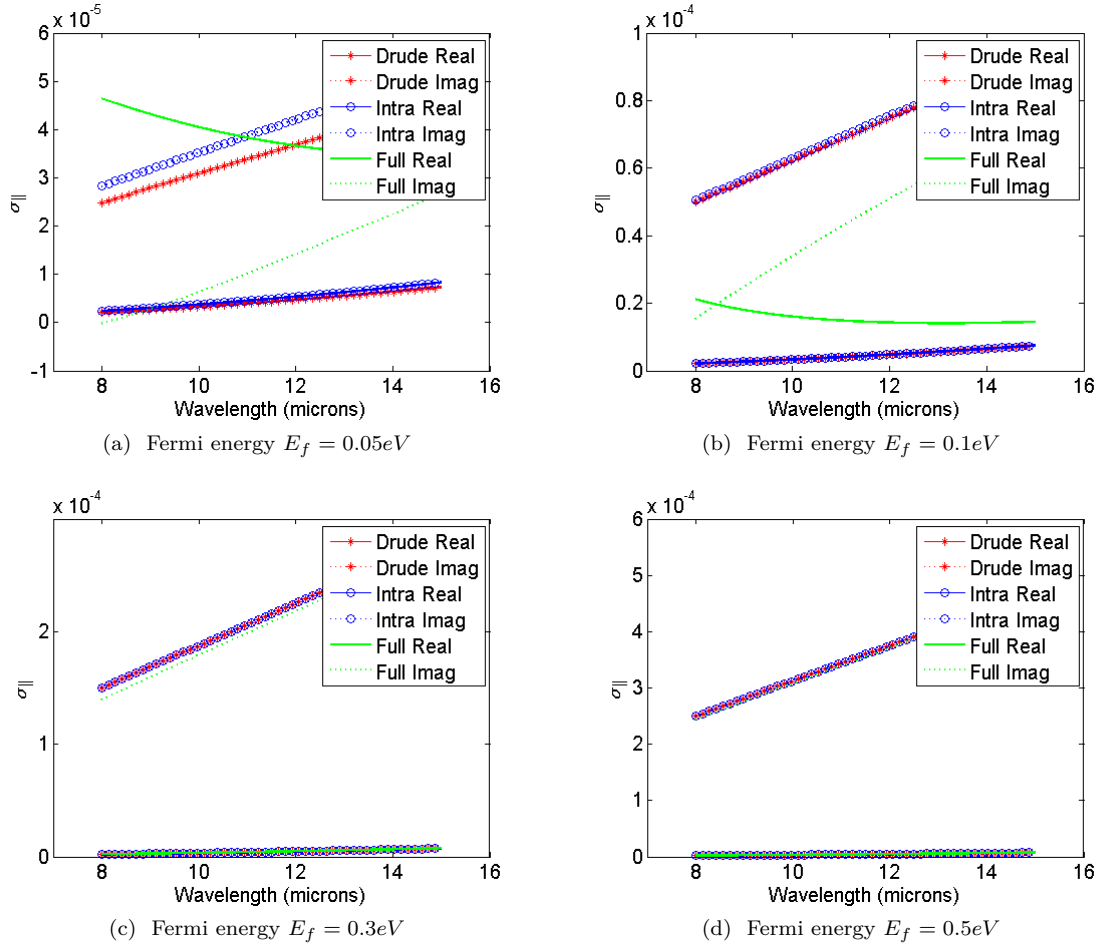 x 10-5
6
5
4
3
2
1
0
-1
8
10
12
14
16
σ∥
Wavelength (microns)
Drude Real
Drude Imag
Intra Real
Intra Imag
Full Real
Full Imag
(a) Fermi energy Ef = 0.05eV
x 10-4
1
0.8
0.6
0.4
0.2
0
8
10
12
14
16
σ∥
Wavelength (microns)
Drude Real
Drude Imag
Intra Real
Intra Imag
Full Real
Full Imag
(b) Fermi energy Ef = 0.1eV
x 10-4
2
1
0
8
10
12
14
16
σ∥
Wavelength (microns)
Drude Real
Drude Imag
Intra Real
Intra Imag
Full Real
Full Imag
(c) Fermi energy Ef = 0.3eV
x 10-4
6
5
4
3
2
1
0
8
10
12
14
16
σ∥
Wavelength (microns)
Drude Real
Drude Imag
Intra Real
Intra Imag
Full Real
Full Imag
(d) Fermi energy Ef = 0.5eV